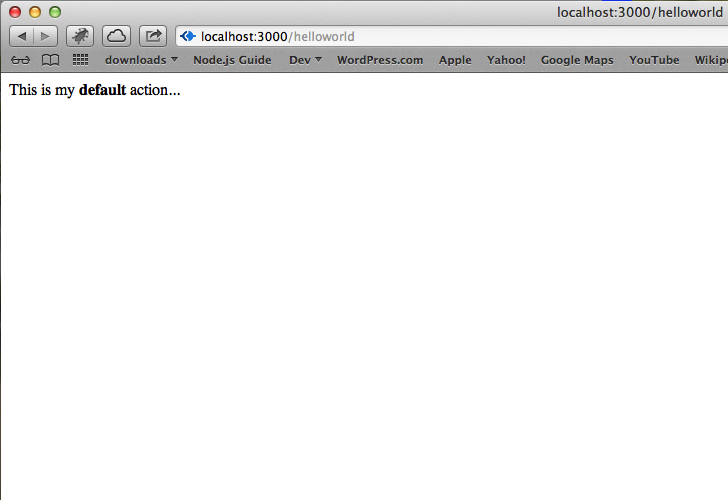 localhost:3000/helloworld
localhost:3000/helloworld
downloads Node.js Guide Dev WordPress.com Apple Yahoo! Google Maps YouTube Wikip
This is my default action...